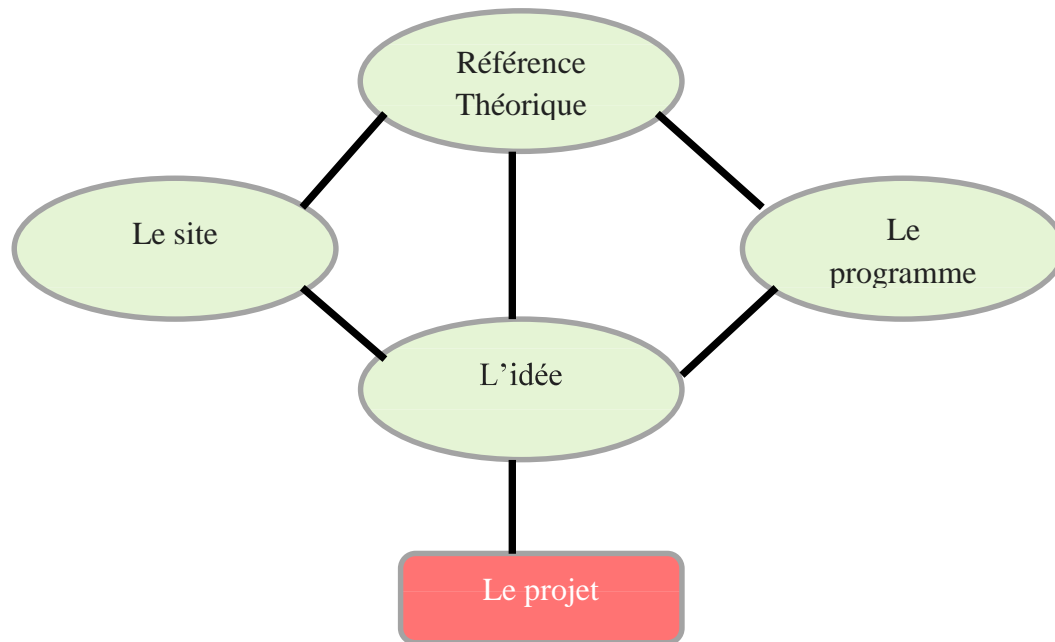 Référence
Théorique
Le site
Le
programme
L’idée
Le projet